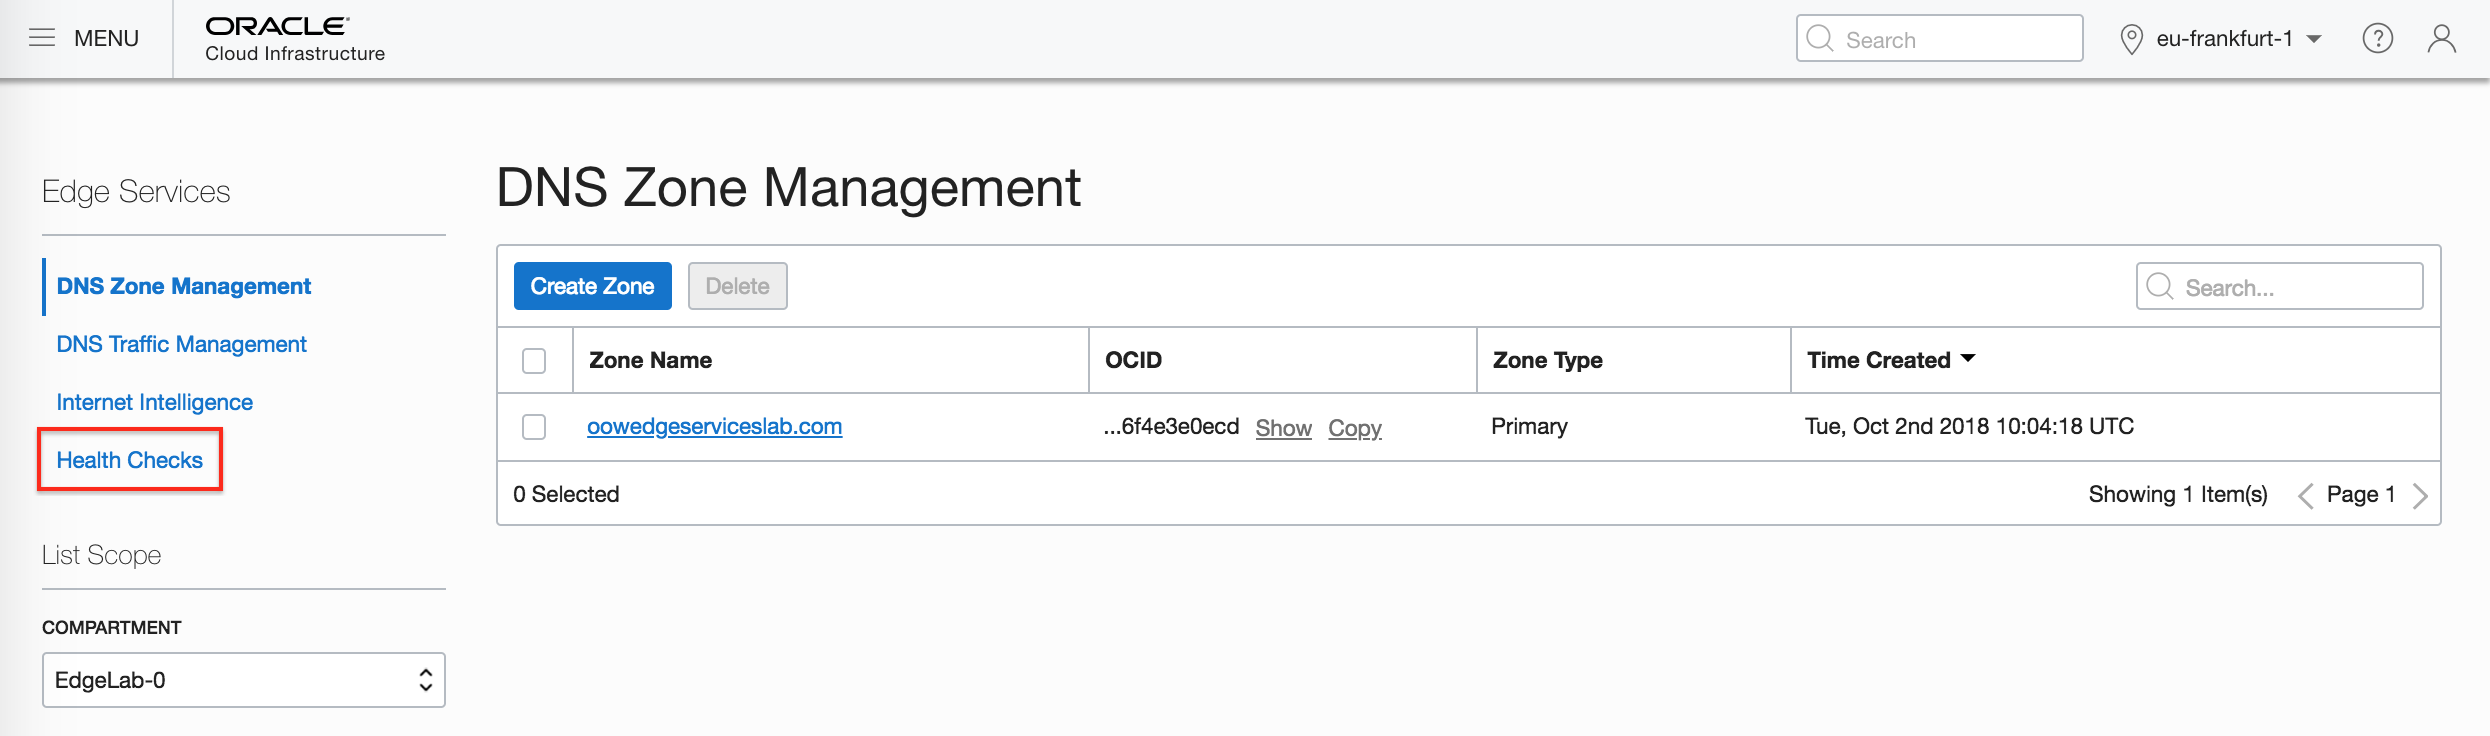 MENU
ORACLE
Cloud Infrastructure
Search
eu-frankfurt-1
?
Edge Services
DNS Zone Management
DNS Traffic Management
Internet Intelligence
Health Checks
List Scope
COMPARTMENT
EdgeLab-0
DNS Zone Management
Create Zone
Delete
Search...
Zone Name OCID Zone Type Time Created
oowedgeserviceslab.com ...6f4e3e0ecd Show Copy Primary Tue, Oct 2nd 2018 10:04:18 UTC
0 Selected Showing 1 Item(s) Page 1